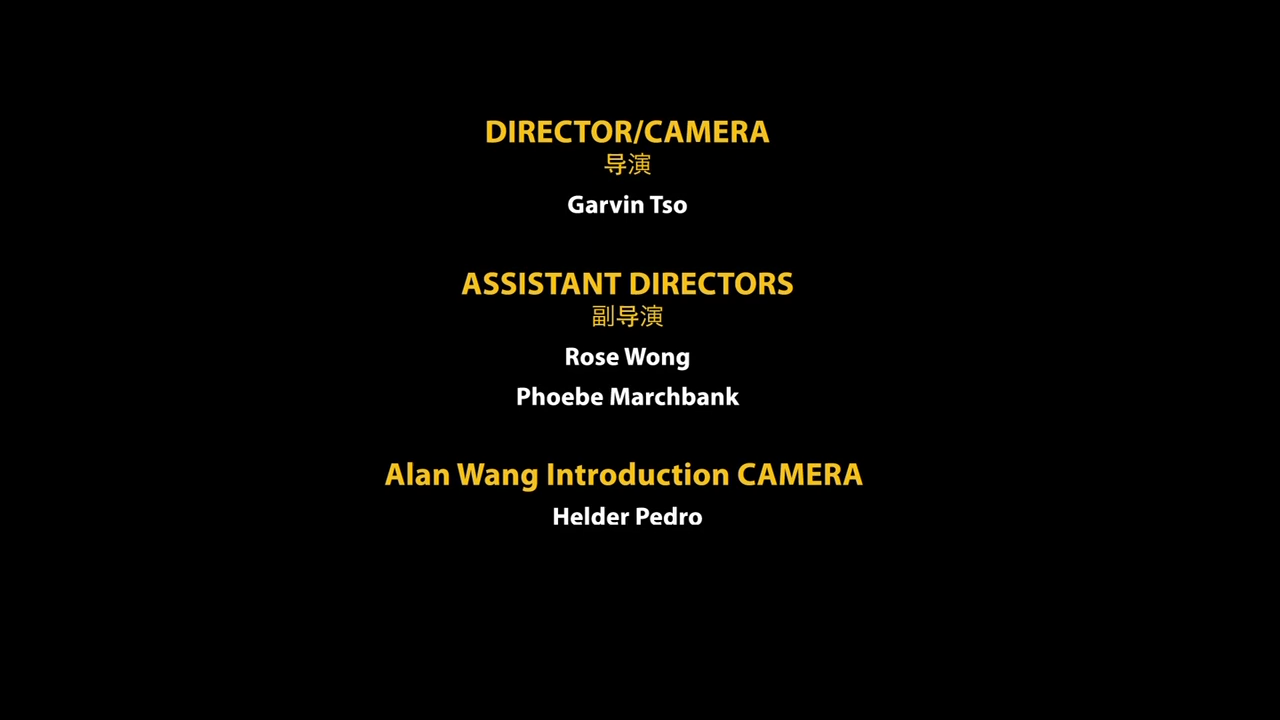 DIRECTOR/CAMERA
导演
Garvin Tso
ASSISTANT DIRECTORS
副导演
Rose Wong
Phoebe Marchbank
Alan Wang Introduction CAMERA
Helder Pedro